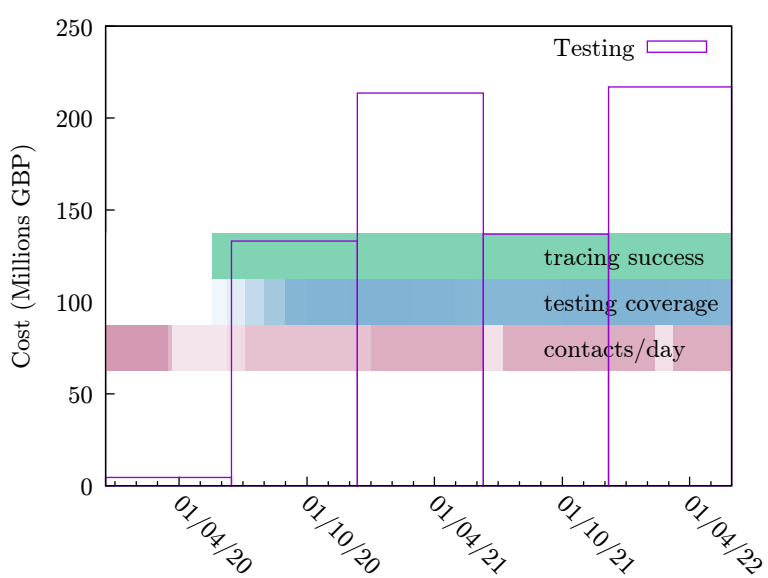 250
200
150
100
50
0
Cost (Millions GBP)
Testing
tracing success
testing coverage
contacts/day
01/04/20
01/10/20
01/04/21
01/10/21
01/04/22